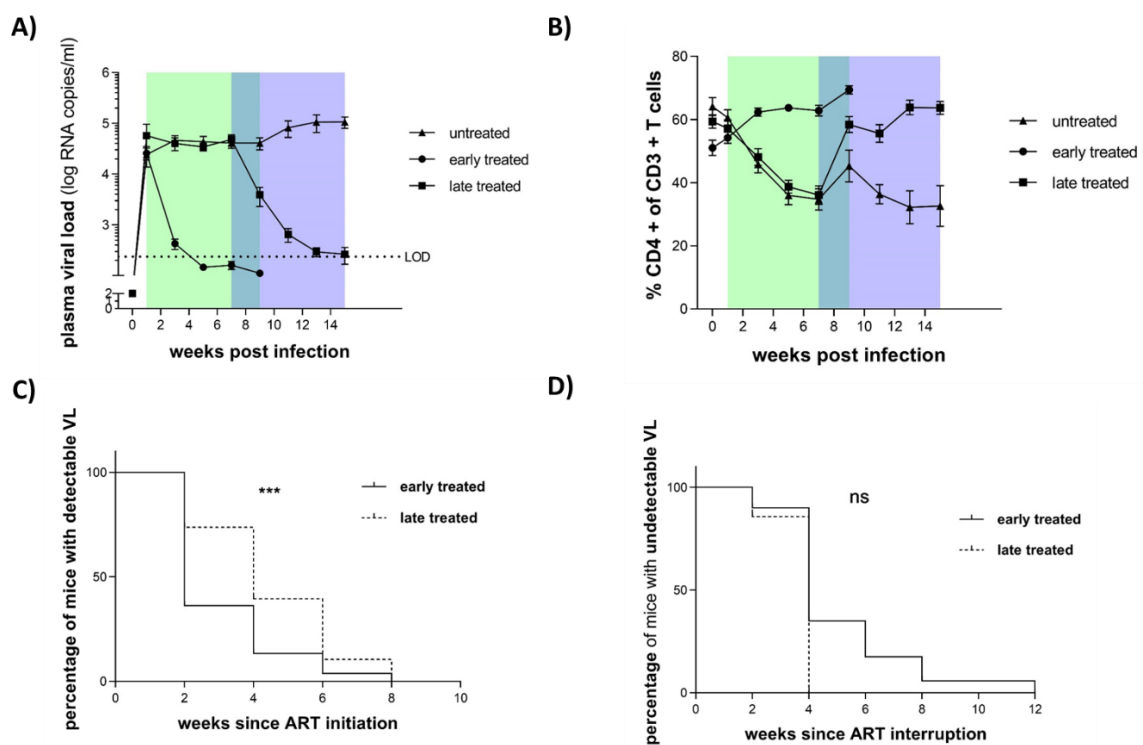 A)
plasma viral load (log RNA copies/ml)
6
5
4
3
2
0
LOD
0 2 4 6 8 10 12 14
weeks post infection
untreated
early treated
late treated
B)
% CD4 + of CD3 + T cells
80
60
40
20
0
0 2 4 6 8 10 12 14
weeks post infection
untreated
early treated
late treated
C)
percentage of mice with detectable VL
100
50
0
***
early treated
late treated
0 2 4 6 8 10
weeks since ART initiation
D)
percentage of mice with undetectable VL
100
50
0
ns
early treated
late treated
0 2 4 6 8 10 12
weeks since ART interruption